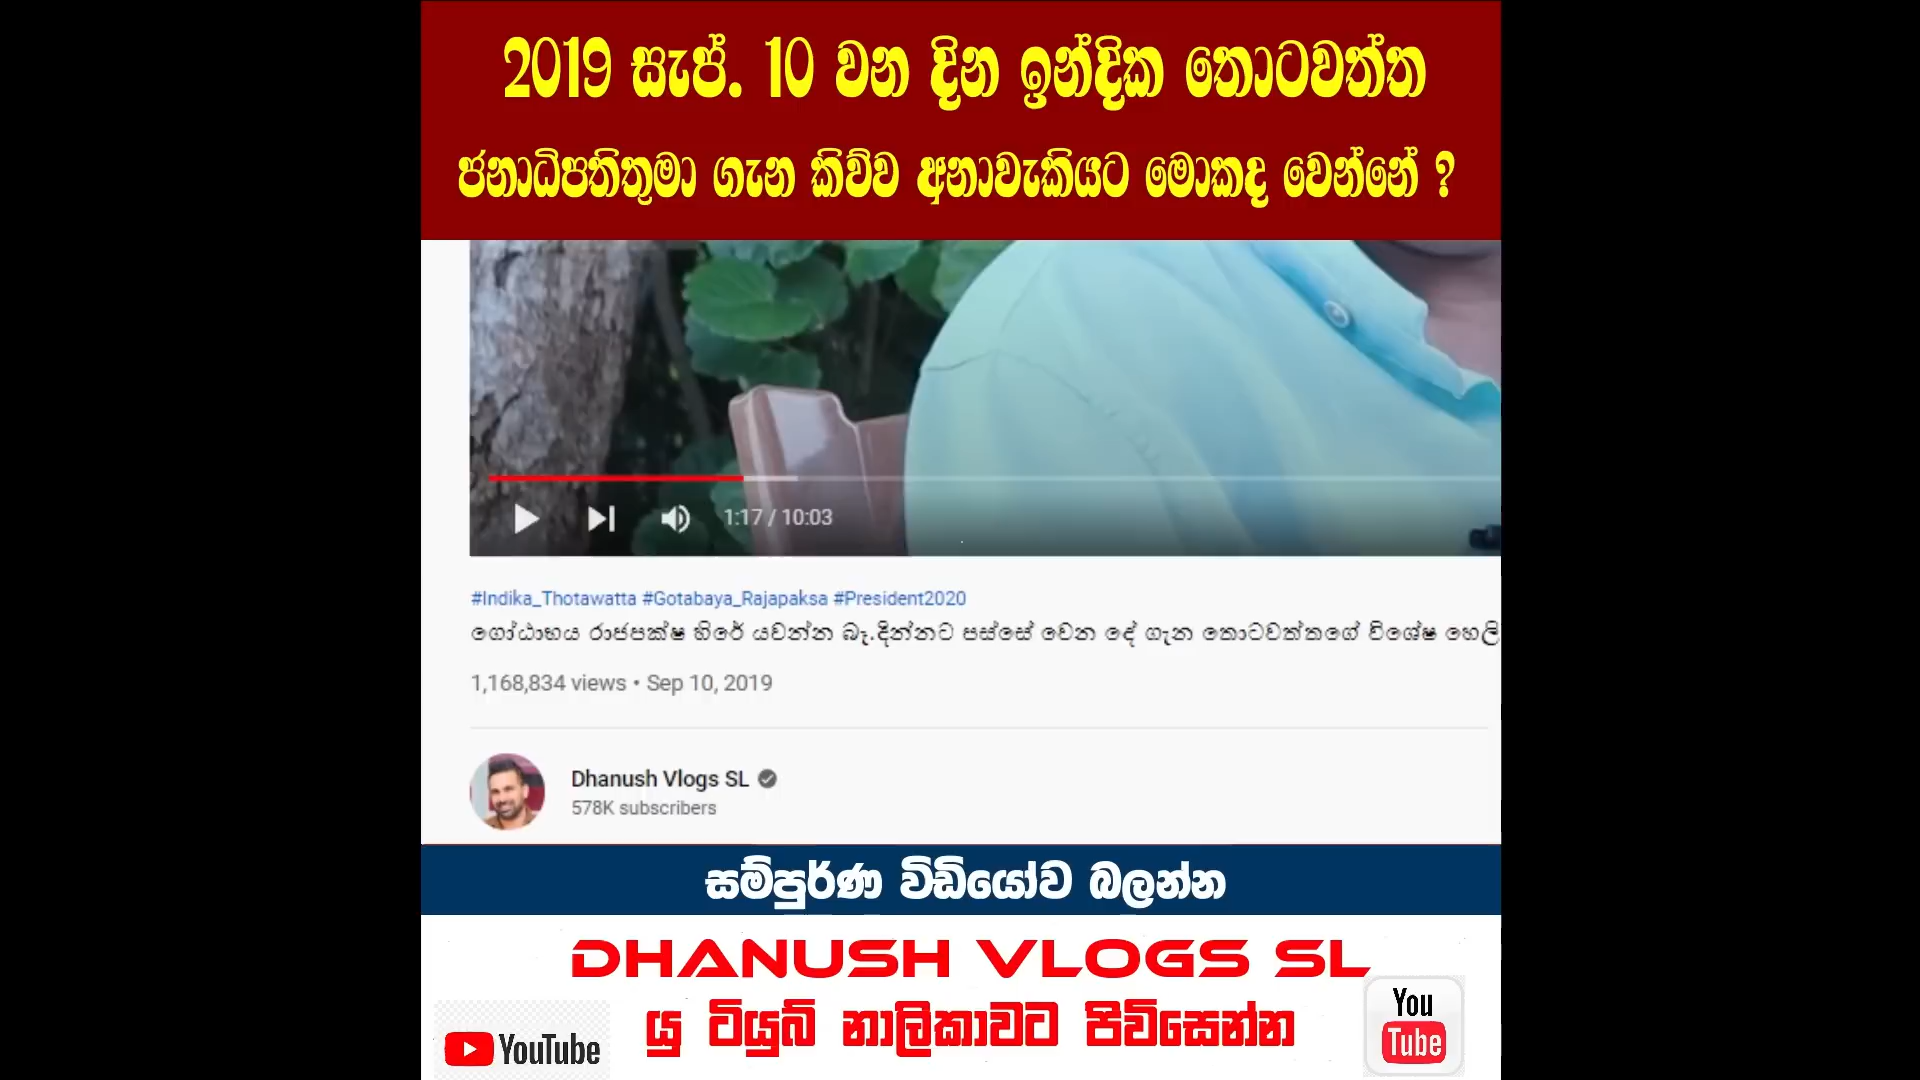 2019 සැප්. 10 වන දින ඉන්දික තොටවත්ත
ජනාධිපතිතුමා ගැන කිව්ව අනාවැකියට මොකද වෙන්නේ ?
1:17 / 10:03
#Indika_Thotawatta #Gotabaya_Rajapaksa #President2020
ගෝඨාභය රාජපක්ෂ හිරේ යවන්න බෑ.දින්නට පස්සේ වෙන දේ ගැන තොටවත්තගේ විශේෂ හෙලි
1,168,834 views • Sep 10, 2019
Dhanush Vlogs SL
578K subscribers
සම්පුර්ණ විඩියෝව බලන්න
DHANUSH VLOGS SL
යු ටියුබ් නාලිකාවට පිවිසෙන්න
YouTube
You
Tube